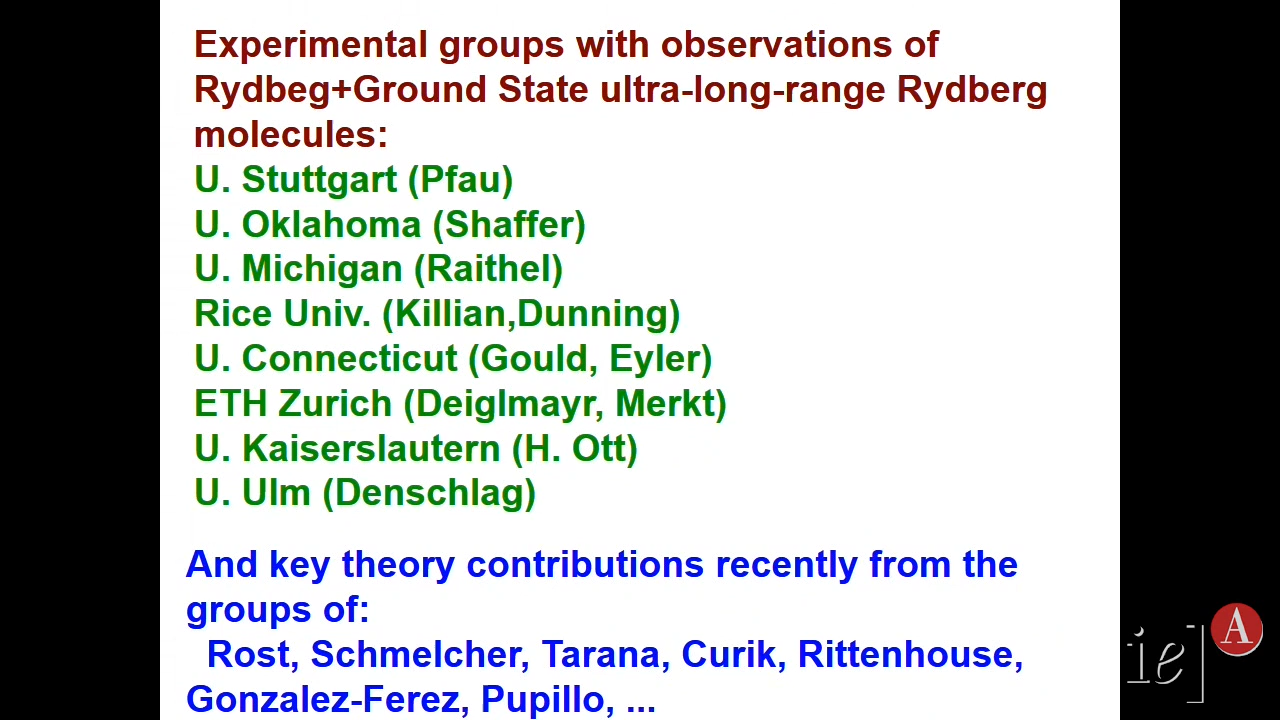 Experimental groups with observations of
Rydbeg+Ground State ultra-long-range Rydberg
molecules:
U. Stuttgart (Pfau)
U. Oklahoma (Shaffer)
U. Michigan (Raithel)
Rice Univ. (Killian,Dunning)
U. Connecticut (Gould, Eyler)
ETH Zurich (Deiglmayr, Merkt)
U. Kaiserslautern (H. Ott)
U. Ulm (Denschlag)
And key theory contributions recently from the
groups of:
Rost, Schmelcher, Tarana, Curik, Rittenhouse,
Gonzalez-Ferez, Pupillo, ...
ie] A